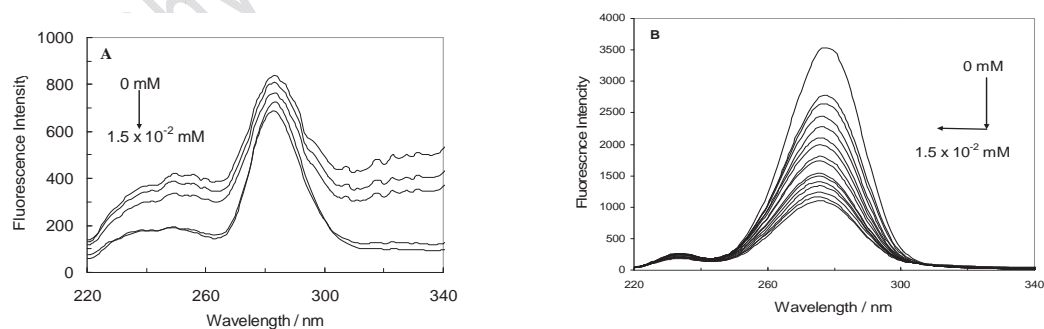 A
1000
800
600
400
200
0
0 mM
1.5 x 10⁻² mM
220
260
300
340
Fluorescence Intensity
Wavelength / nm
B
4000
3500
3000
2500
2000
1500
1000
500
0
0 mM
1.5 x 10⁻² mM
220
260
300
340
Fluorescnce Intencity
Wavelength / nm